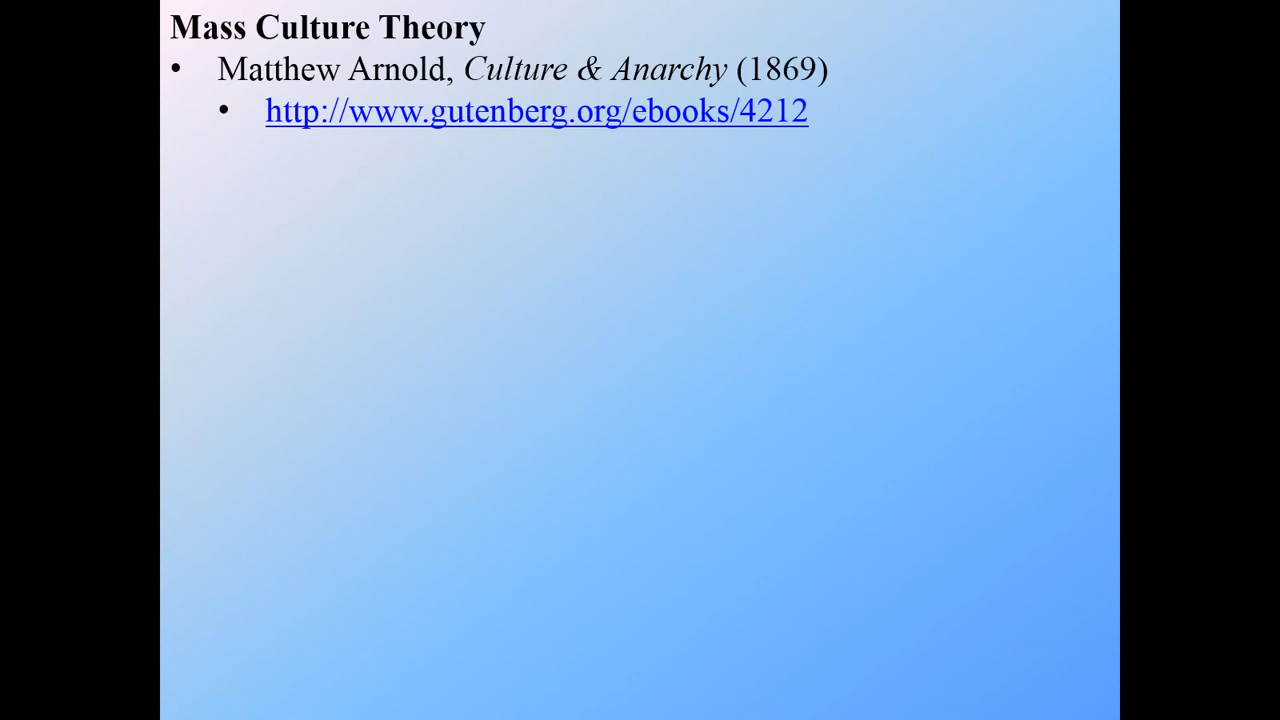 Mass Culture Theory
• Matthew Arnold, Culture & Anarchy (1869)
• http://www.gutenberg.org/ebooks/4212